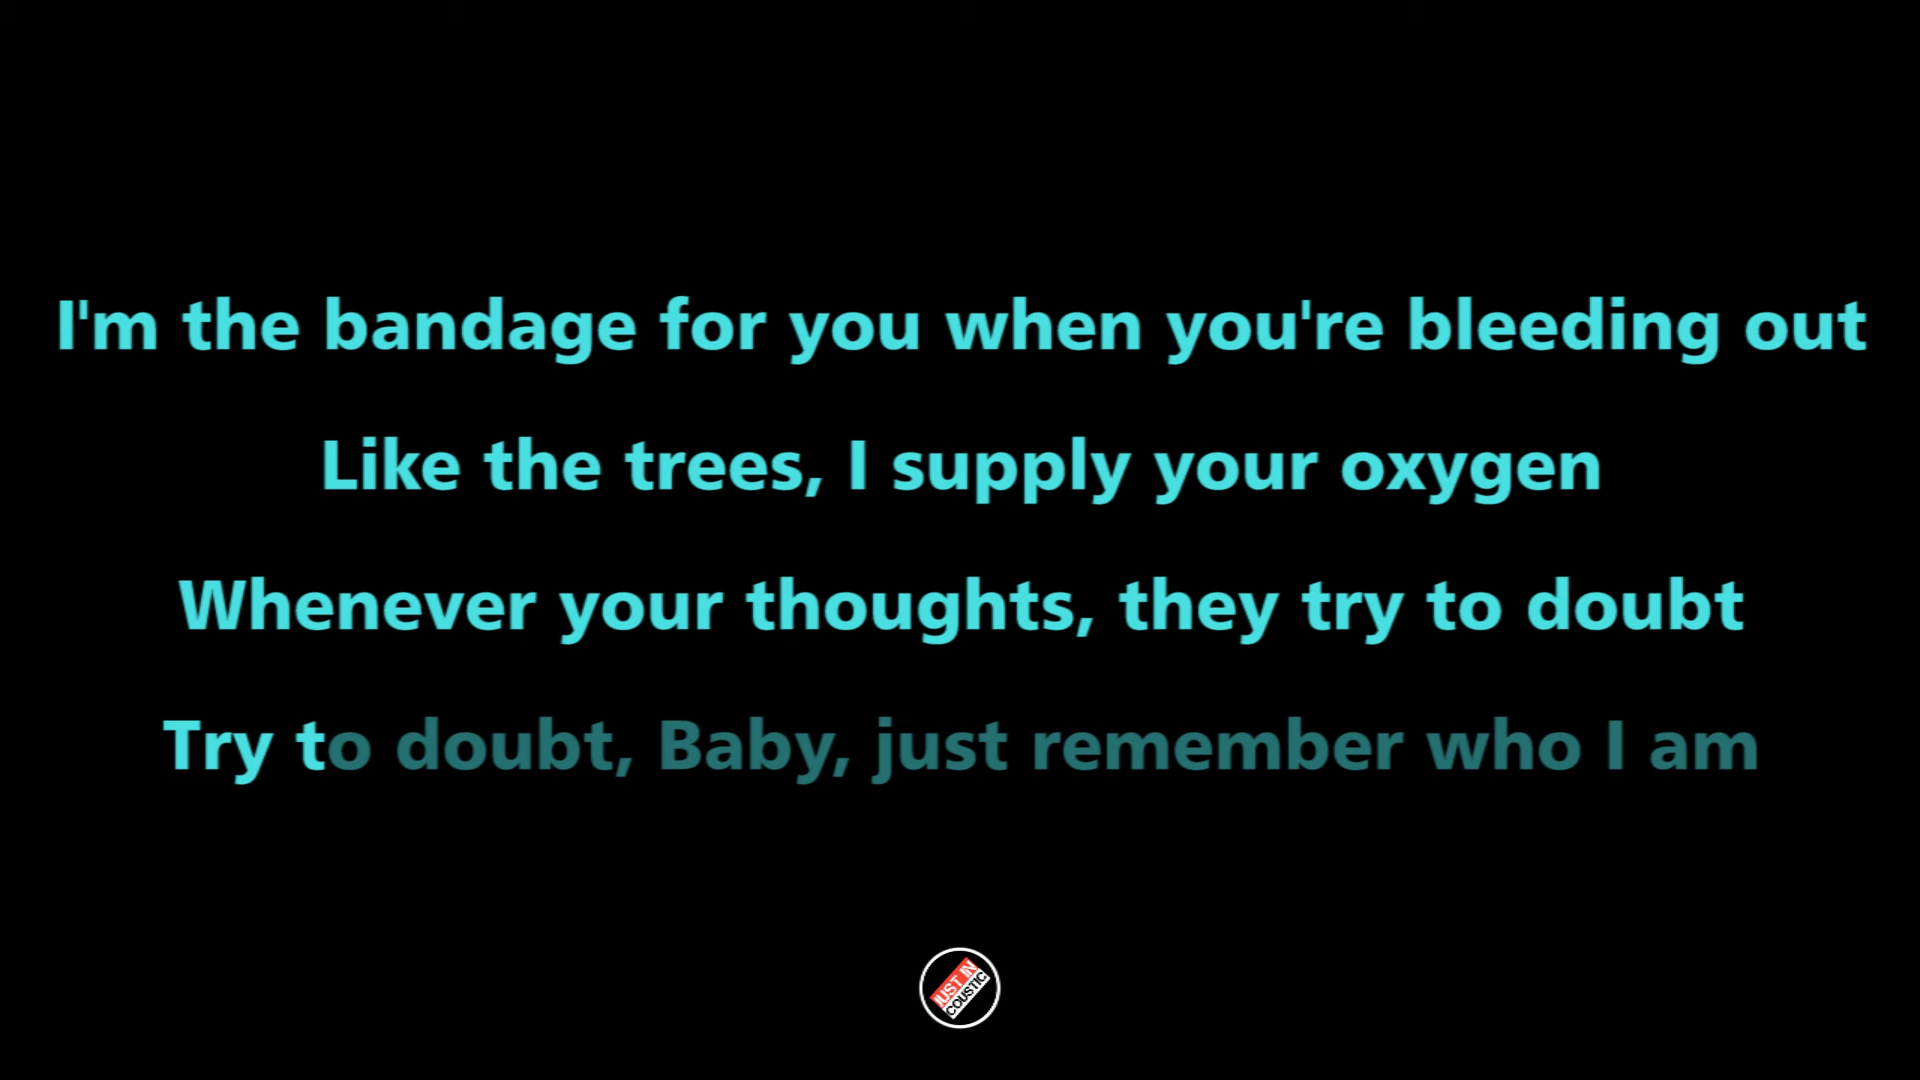 I'm the bandage for you when you're bleeding out
Like the trees, I supply your oxygen
Whenever your thoughts, they try to doubt
Try to doubt, Baby, just remember who I am
JUST IN
COUSTIC